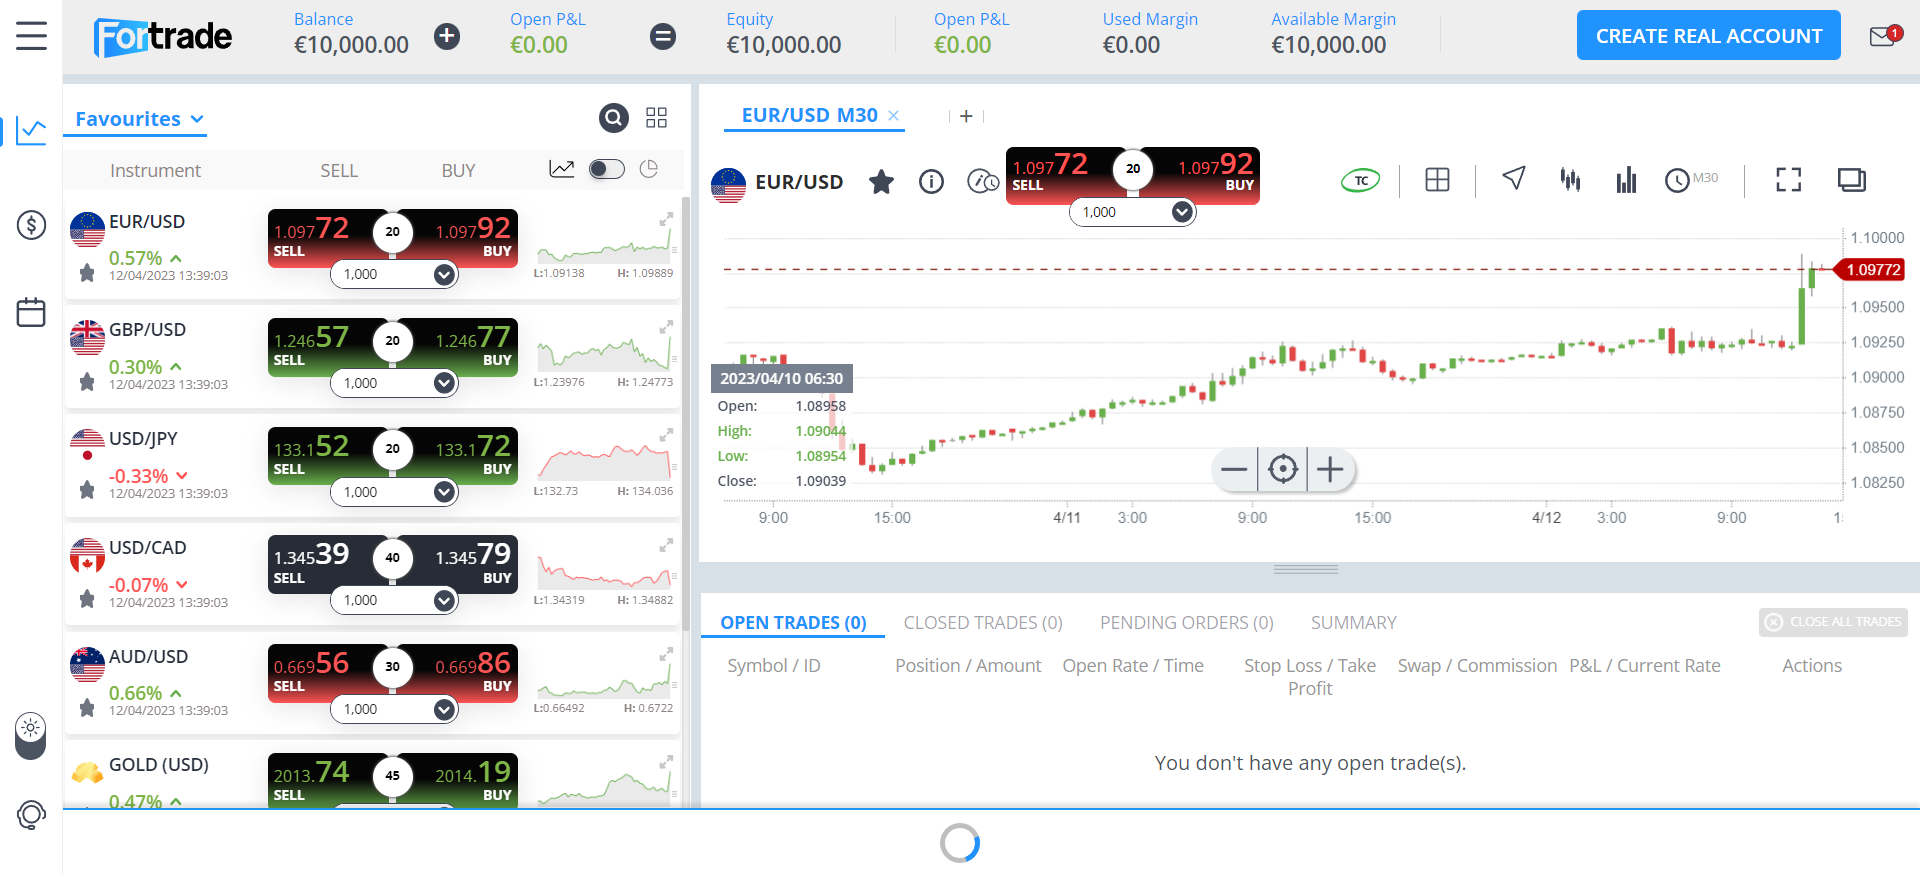 Fortrade
Balance
€10,000.00
Open P&L
€0.00
Equity
€10,000.00
Open P&L
€0.00
Used Margin
€0.00
Available Margin
€10,000.00
CREATE REAL ACCOUNT
1
Favourites
Instrument SELL BUY
EUR/USD
0.57%
12/04/2023 13:39:03
1.09772
SELL
20
1.09792
BUY
1,000
L:1.09138 H: 1.09889
GBP/USD
0.30%
12/04/2023 13:39:03
1.24657
SELL
20
1.24677
BUY
1,000
L:1.23976 H: 1.24773
USD/JPY
-0.33%
12/04/2023 13:39:03
133.152
SELL
20
133.172
BUY
1,000
L:132.73 H: 134.036
USD/CAD
-0.07%
12/04/2023 13:39:03
1.34539
SELL
40
1.34579
BUY
1,000
L:1.34319 H: 1.34882
AUD/USD
0.66%
12/04/2023 13:39:03
0.66956
SELL
30
0.66986
BUY
1,000
L:0.66492 H: 0.6722
GOLD (USD)
0.47%
2013.74
SELL
45
2014.19
BUY
EUR/USD M30
EUR/USD
1.09772
SELL
20
1.09792
BUY
1,000
TC
M30
1.10000
1.09772
1.09500
1.09250
1.09000
1.08750
1.08500
1.08250
2023/04/10 06:30
Open: 1.08958
High: 1.09044
Low: 1.08954
Close: 1.09039
9:00 15:00 4/11 3:00 9:00 15:00 4/12 3:00 9:00
OPEN TRADES (0) CLOSED TRADES (0) PENDING ORDERS (0) SUMMARY
CLOSE ALL TRADES
Symbol / ID Position / Amount Open Rate / Time Stop Loss / Take Profit Swap / Commission P&L / Current Rate Actions
You don't have any open trade(s).